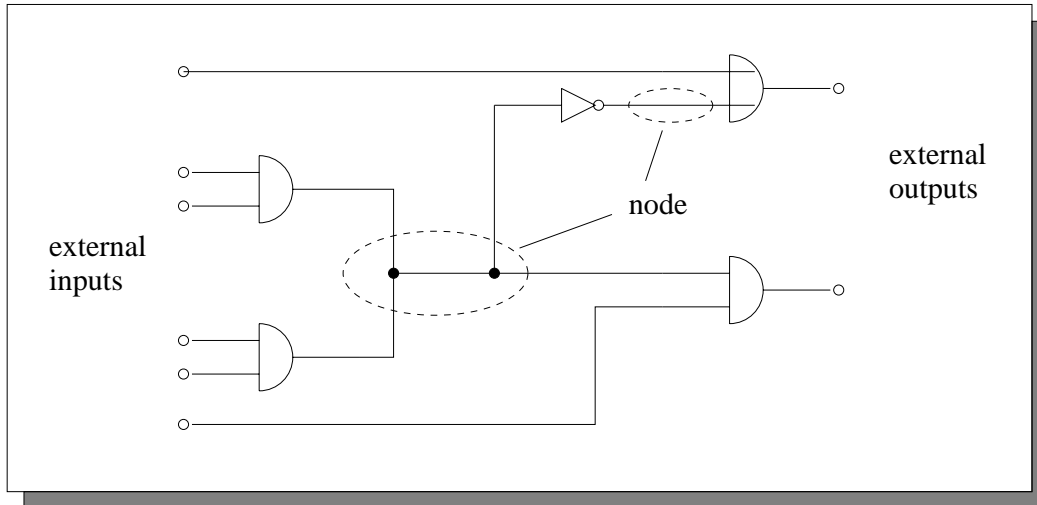 external
outputs
node
external
inputs